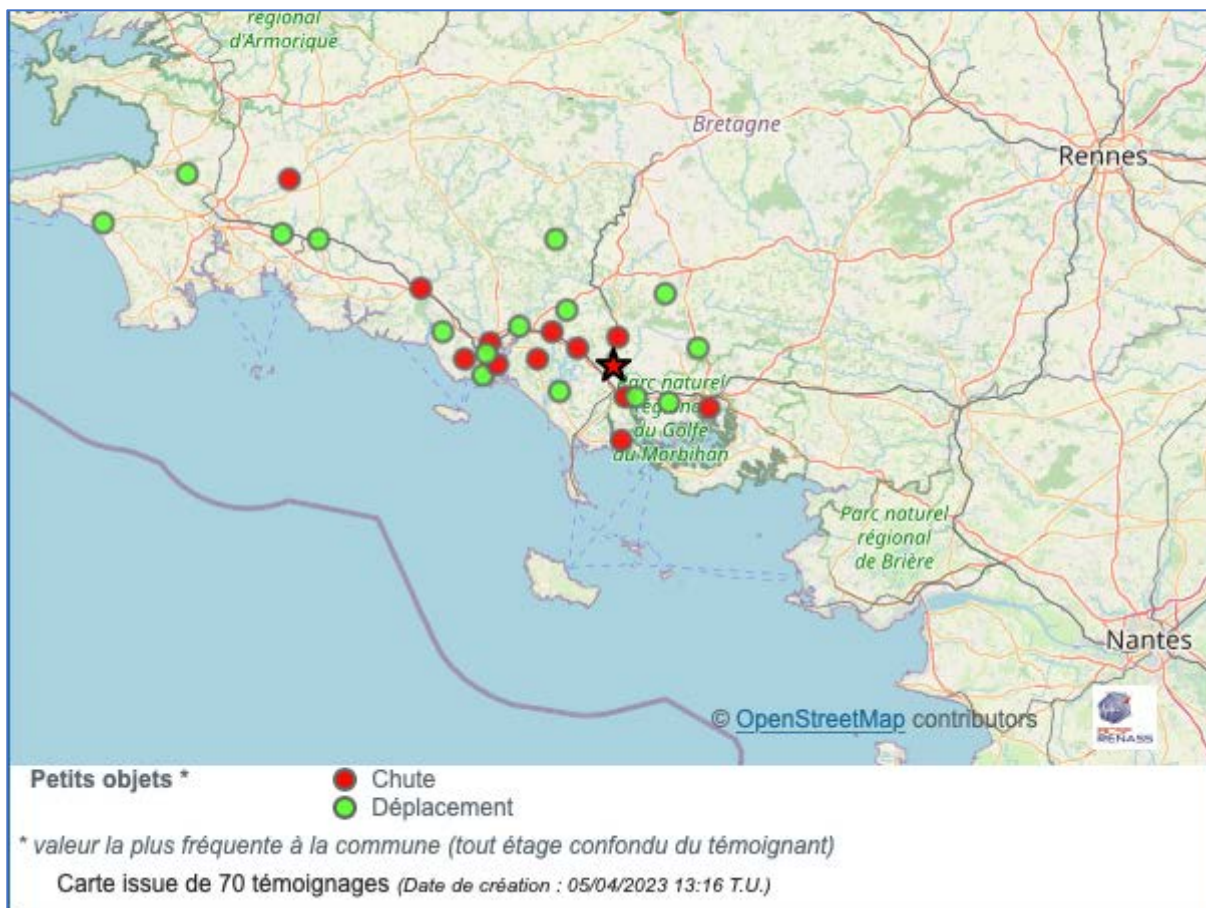 régional
d'Armorique
Bretagne
Rennes
Parc naturel
régional
du Golfe
du Morbihan
Parc naturel
régional
de Brière
Nantes
© OpenStreetMap contributors
RENASS
Petits objets *
Chute
Déplacement
* valeur la plus fréquente à la commune (tout étage confondu du témoignant)
Carte issue de 70 témoignages (Date de création : 05/04/2023 13:16 T.U.)